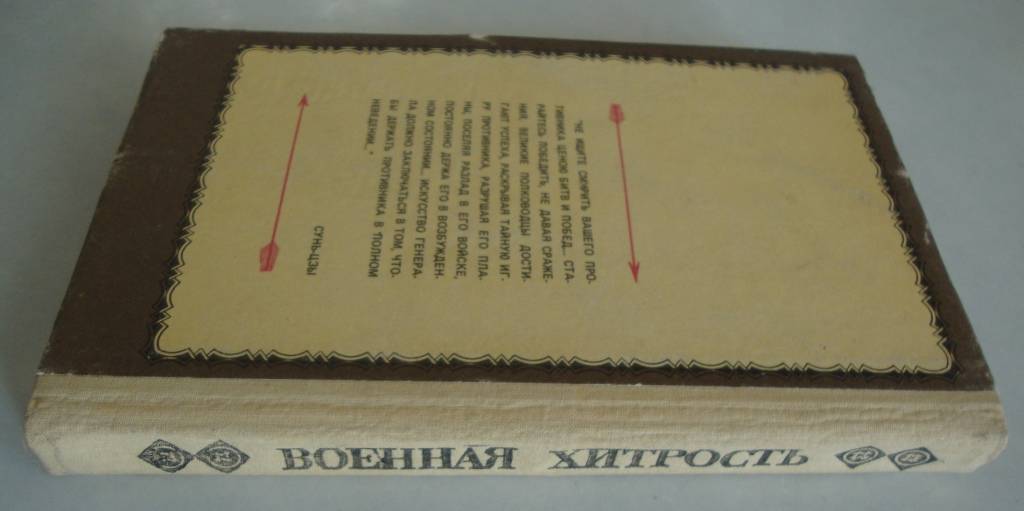 "НЕ ИЩИТЕ СМИРИТЬ ВАШЕГО ПРО-
ТИВНИКА ЦЕНОЮ БИТВ И ПОБЕД... СТА-
РАЙТЕСЬ ПОБЕДИТЬ, НЕ ДАВАЯ СРАЖЕ-
НИЯ. ВЕЛИКИЕ ПОЛКОВОДЦЫ ДОСТИ-
ГАЮТ УСПЕХА, РАСКРЫВАЯ ТАЙНУЮ ИГ-
РУ ПРОТИВНИКА, РАЗРУШАЯ ЕГО ПЛА-
НЫ, ПОСЕЛЯЯ РАЗЛАД В ЕГО ВОЙСКЕ,
ПОСТОЯННО ДЕРЖА ЕГО В ВОЗБУЖДЕН-
НОМ СОСТОЯНИИ... ИСКУССТВО ГЕНЕРА-
ЛА ДОЛЖНО ЗАКЛЮЧАТЬСЯ В ТОМ, ЧТО-
БЫ ДЕРЖАТЬ ПРОТИВНИКА В ПОЛНОМ
НЕВЕДЕНИИ..."
СУНЬ-ЦЗЫ
ВОЕННАЯ ХИТРОСТЬ